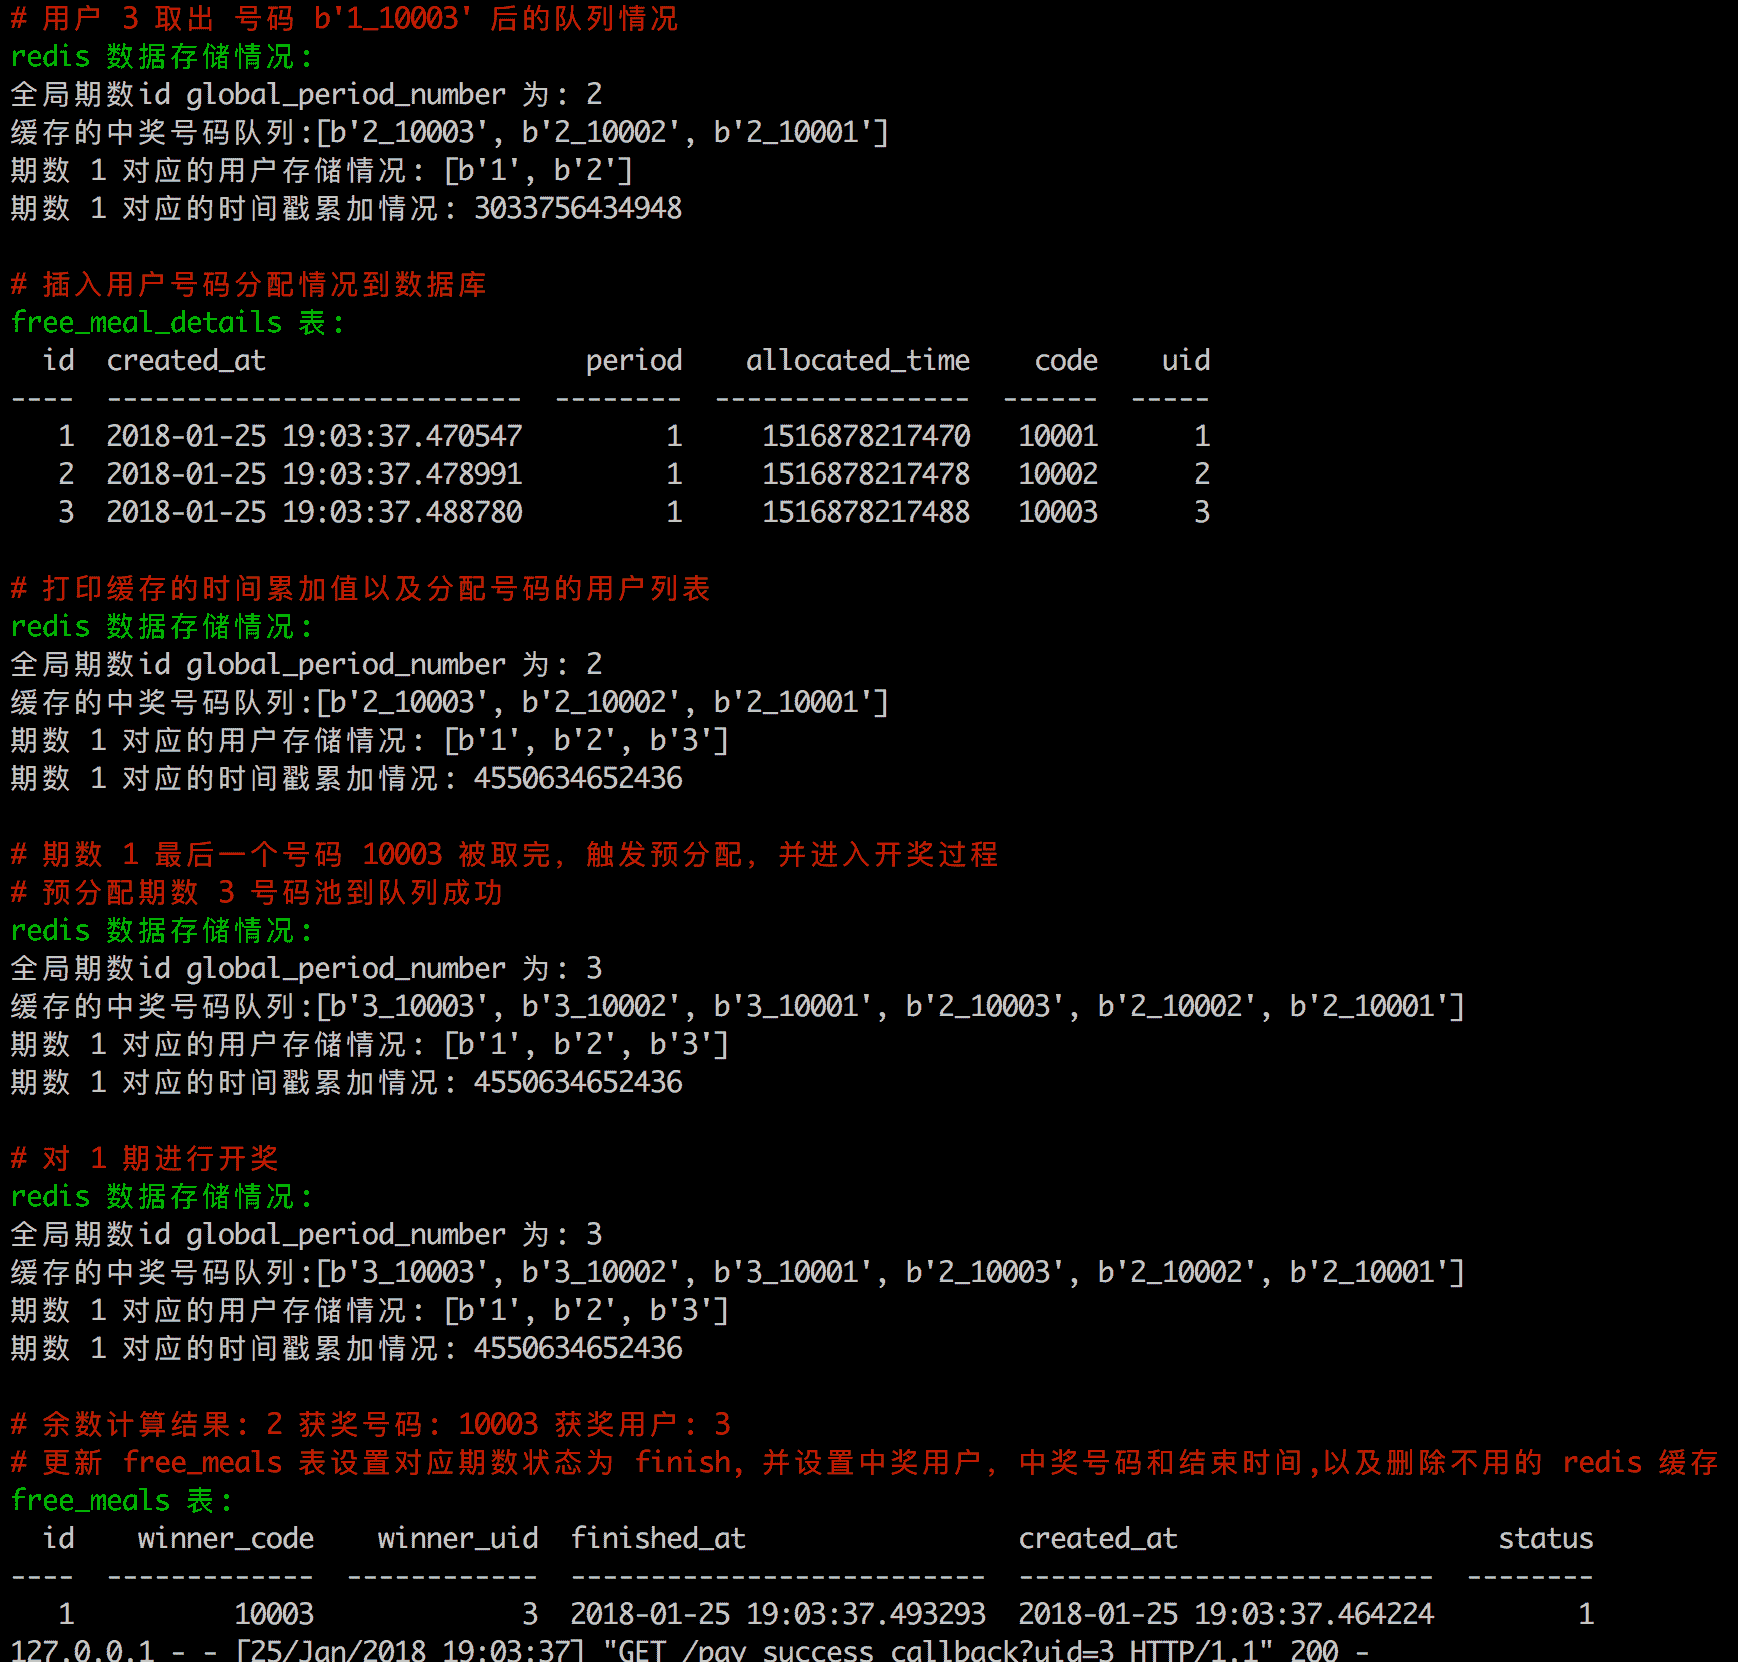 # 用户 3 取出 号码 b'1_10003' 后的队列情况
redis 数据存储情况:
全局期数id global_period_number 为: 2
缓存的中奖号码队列:[b'2_10003', b'2_10002', b'2_10001']
期数 1 对应的用户存储情况: [b'1', b'2']
期数 1 对应的时间戳累加情况: 3033756434948
# 插入用户号码分配情况到数据库
free_meal_details 表:
id created_at period allocated_time code uid
---- -------------------------- -------- ---------------- ------ -----
1 2018-01-25 19:03:37.470547 1 1516878217470 10001 1
2 2018-01-25 19:03:37.478991 1 1516878217478 10002 2
3 2018-01-25 19:03:37.488780 1 1516878217488 10003 3
# 打印缓存的时间累加值以及分配号码的用户列表
redis 数据存储情况:
全局期数id global_period_number 为: 2
缓存的中奖号码队列:[b'2_10003', b'2_10002', b'2_10001']
期数 1 对应的用户存储情况: [b'1', b'2', b'3']
期数 1 对应的时间戳累加情况: 4550634652436
# 期数 1 最后一个号码 10003 被取完, 触发预分配, 并进入开奖过程
# 预分配期数 3 号码池到队列成功
redis 数据存储情况:
全局期数id global_period_number 为: 3
缓存的中奖号码队列:[b'3_10003', b'3_10002', b'3_10001', b'2_10003', b'2_10002', b'2_10001']
期数 1 对应的用户存储情况: [b'1', b'2', b'3']
期数 1 对应的时间戳累加情况: 4550634652436
# 对 1 期进行开奖
redis 数据存储情况:
全局期数id global_period_number 为: 3
缓存的中奖号码队列:[b'3_10003', b'3_10002', b'3_10001', b'2_10003', b'2_10002', b'2_10001']
期数 1 对应的用户存储情况: [b'1', b'2', b'3']
期数 1 对应的时间戳累加情况: 4550634652436
# 余数计算结果: 2 获奖号码: 10003 获奖用户: 3
# 更新 free_meals 表设置对应期数状态为 finish, 并设置中奖用户, 中奖号码和结束时间,以及删除不用的 redis 缓存
free_meals 表:
id winner_code winner_uid finished_at created_at status
---- ------------- ------------ -------------------------- -------------------------- --------
1 10003 3 2018-01-25 19:03:37.493293 2018-01-25 19:03:37.464224 1
127.0.0.1 - - [25/Jan/2018 19:03:37] "GET /pay_success_callback?uid=3 HTTP/1.1" 200 -